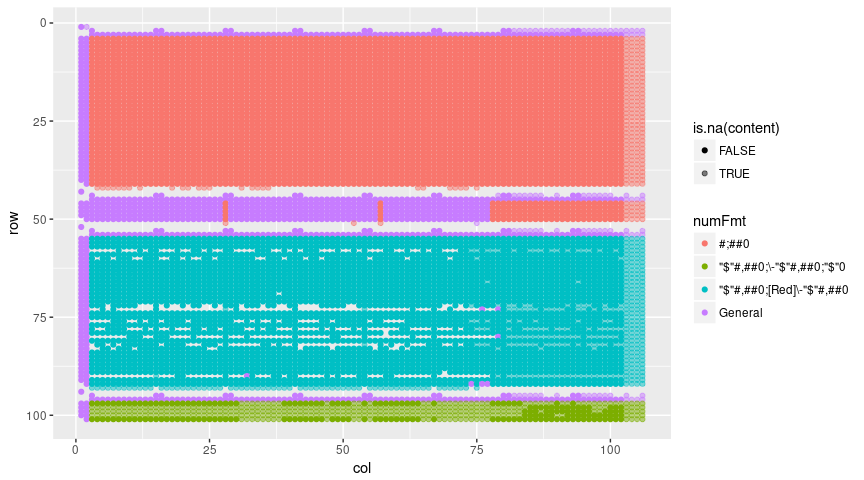 0
25
50
75
100
row
0
25
50
75
100
col
is.na(content)
FALSE
TRUE
numFmt
#;##0
"$"#,##0;\-"$"#,##0;"$"0
"$"#,##0;[Red]\-"$"#,##0
General